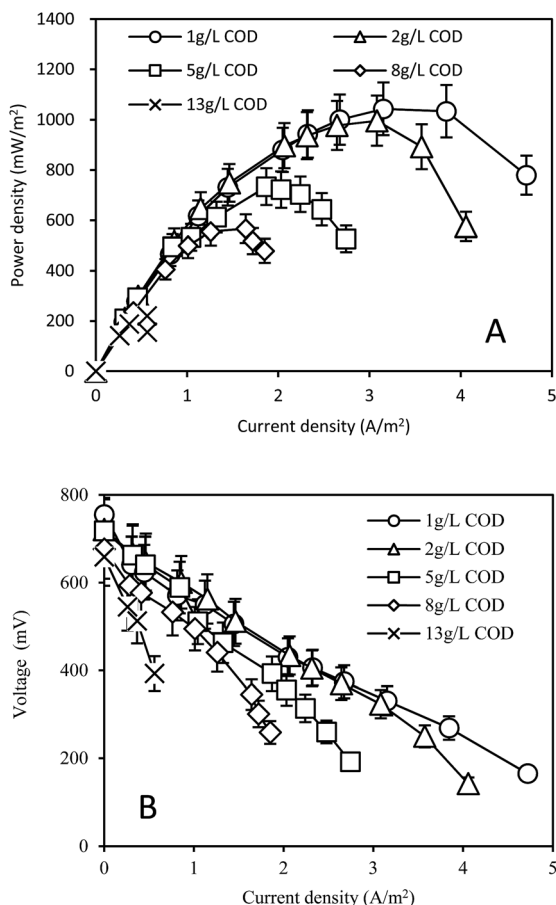 1400
1200
1000
800
600
400
200
0
Power density (mW/m²)
1g/L COD
2g/L COD
5g/L COD
8g/L COD
13g/L COD
A
0 1 2 3 4 5
Current density (A/m²)
800
600
400
200
0
Voltage (mV)
1g/L COD
2g/L COD
5g/L COD
8g/L COD
13g/L COD
B
0 1 2 3 4 5
Current density (A/m²)